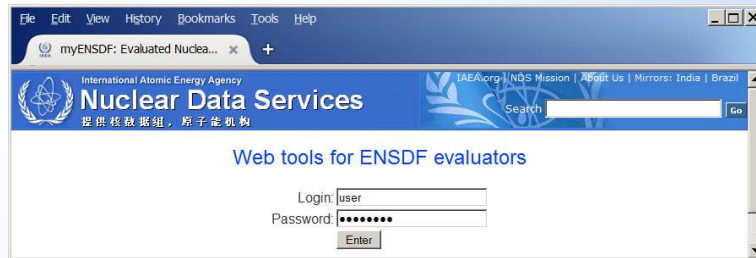 File Edit View History Bookmarks Tools Help
myENSDF: Evaluated Nuclea... × +
IAEA
International Atomic Energy Agency
Nuclear Data Services
提供核数据组，原子能机构
IAEA.org | NDS Mission | About Us | Mirrors: India | Brazil
Search Go
Web tools for ENSDF evaluators
Login: user
Password: ●●●●●●●●
Enter